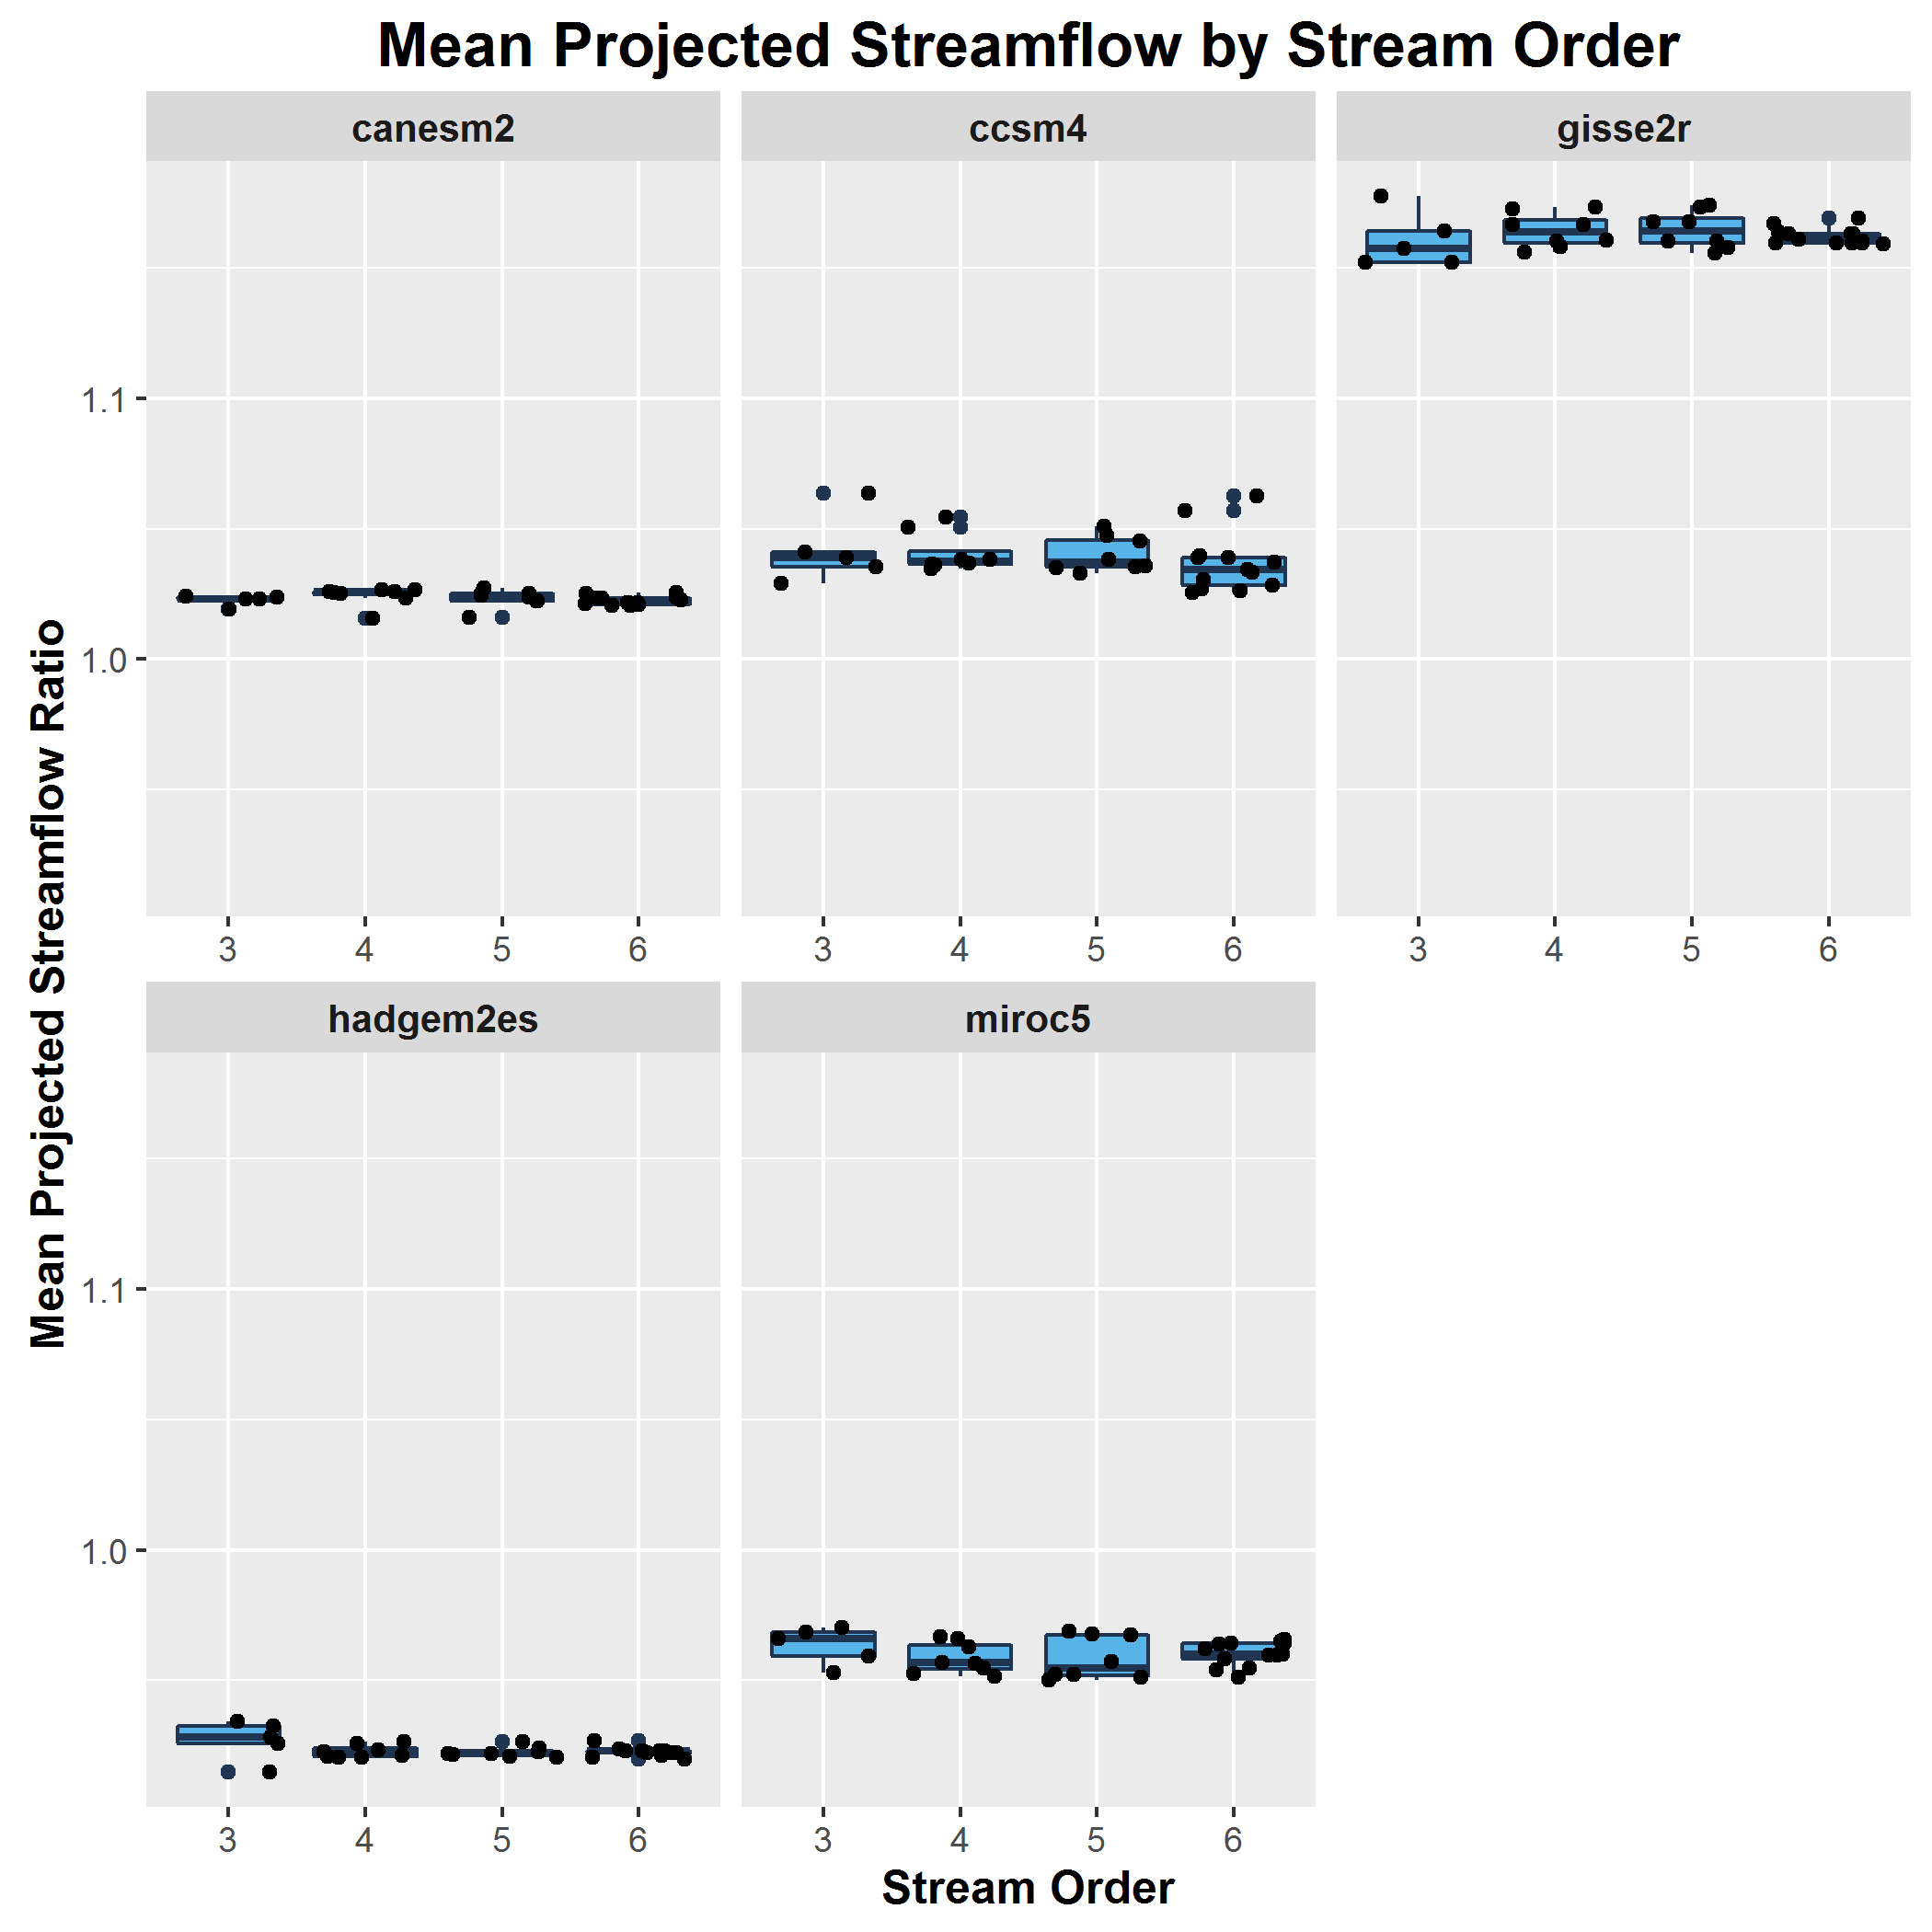 Mean Projected Streamflow by Stream Order
canesm2
ccsm4
gisse2r
Mean Projected Streamflow Ratio
1.1
1.0
3 4 5 6
3 4 5 6
3 4 5 6
hadgem2es
miroc5
1.1
1.0
3 4 5 6
3 4 5 6
Stream Order